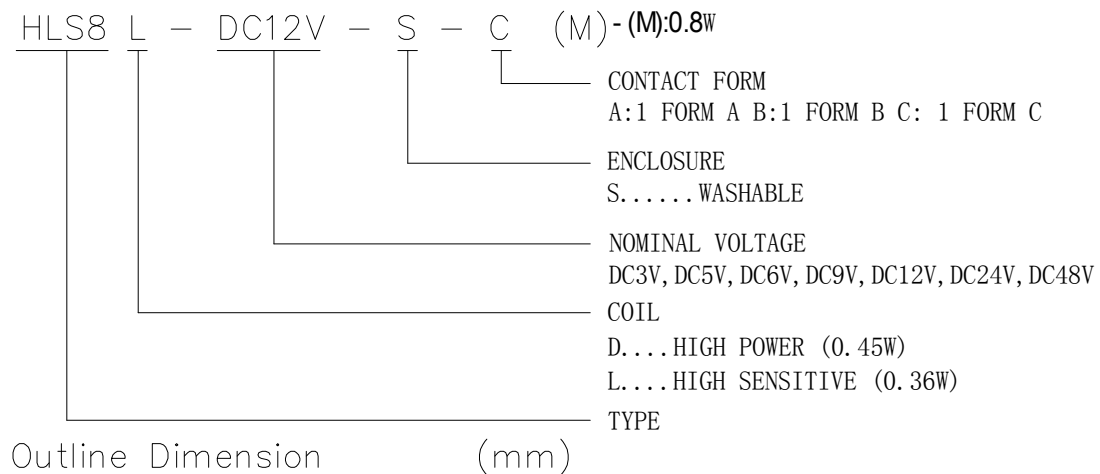 HLS8 L - DC12V - S - C (M) - (M):0.8W
CONTACT FORM
A:1 FORM A B:1 FORM B C: 1 FORM C
ENCLOSURE
S......WASHABLE
NOMINAL VOLTAGE
DC3V,DC5V,DC6V,DC9V,DC12V,DC24V,DC48V
COIL
D....HIGH POWER (0.45W)
L....HIGH SENSITIVE (0.36W)
TYPE
Outline Dimension (mm)